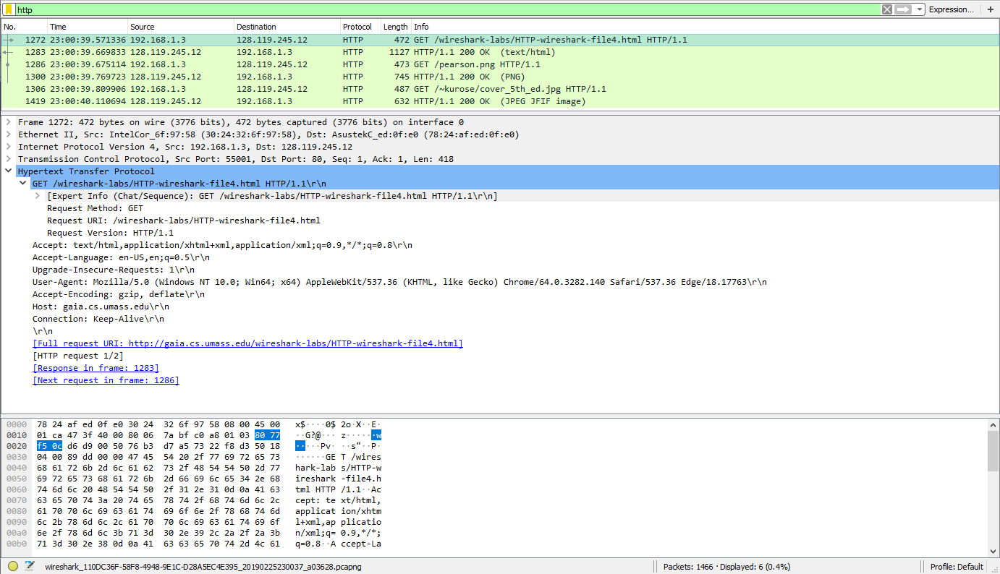 http Expression... +
No. Time Source Destination Protocol Length Info
1272 23:00:39.571336 192.168.1.3 128.119.245.12 HTTP 472 GET /wireshark-labs/HTTP-wireshark-file4.html HTTP/1.1
1283 23:00:39.669833 128.119.245.12 192.168.1.3 HTTP 1127 HTTP/1.1 200 OK (text/html)
1286 23:00:39.675114 192.168.1.3 128.119.245.12 HTTP 473 GET /pearson.png HTTP/1.1
1300 23:00:39.769723 128.119.245.12 192.168.1.3 HTTP 745 HTTP/1.1 200 OK (PNG)
1306 23:00:39.809906 192.168.1.3 128.119.245.12 HTTP 487 GET /~kurose/cover_5th_ed.jpg HTTP/1.1
1419 23:00:40.110694 128.119.245.12 192.168.1.3 HTTP 632 HTTP/1.1 200 OK (JPEG JFIF image)
Frame 1272: 472 bytes on wire (3776 bits), 472 bytes captured (3776 bits) on interface 0
Ethernet II, Src: IntelCor_6f:97:58 (30:24:32:6f:97:58), Dst: AsustekC_ed:0f:e0 (78:24:af:ed:0f:e0)
Internet Protocol Version 4, Src: 192.168.1.3, Dst: 128.119.245.12
Transmission Control Protocol, Src Port: 55001, Dst Port: 80, Seq: 1, Ack: 1, Len: 418
Hypertext Transfer Protocol
GET /wireshark-labs/HTTP-wireshark-file4.html HTTP/1.1\r\n
[Expert Info (Chat/Sequence): GET /wireshark-labs/HTTP-wireshark-file4.html HTTP/1.1\r\n]
Request Method: GET
Request URI: /wireshark-labs/HTTP-wireshark-file4.html
Request Version: HTTP/1.1
Accept: text/html,application/xhtml+xml,application/xml;q=0.9,*/*;q=0.8\r\n
Accept-Language: en-US,en;q=0.5\r\n
Upgrade-Insecure-Requests: 1\r\n
User-Agent: Mozilla/5.0 (Windows NT 10.0; Win64; x64) AppleWebKit/537.36 (KHTML, like Gecko) Chrome/64.0.3282.140 Safari/537.36 Edge/18.17763\r\n
Accept-Encoding: gzip, deflate\r\n
Host: gaia.cs.umass.edu\r\n
Connection: Keep-Alive\r\n
\r\n
[Full request URI: http://gaia.cs.umass.edu/wireshark-labs/HTTP-wireshark-file4.html]
[HTTP request 1/2]
[Response in frame: 1283]
[Next request in frame: 1286]
0000 78 24 af ed 0f e0 30 24 32 6f 97 58 08 00 45 00 x$····0$ 2o·X··E·
0010 01 ca 47 3f 40 00 80 06 7a bf c0 a8 01 03 80 77 ··G?@··· z······w
0020 f5 0c d6 d9 00 50 76 b3 d7 a5 73 22 f8 d3 50 18 ·····Pv· ··s"··P·
0030 04 00 89 dd 00 00 47 45 54 20 2f 77 69 72 65 73 ······GE T /wires
0040 68 61 72 6b 2d 6c 61 62 73 2f 48 54 54 50 2d 77 hark-lab s/HTTP-w
0050 69 72 65 73 68 61 72 6b 2d 66 69 6c 65 34 2e 68 ireshark -file4.h
0060 74 6d 6c 20 48 54 54 50 2f 31 2e 31 0d 0a 41 63 tml HTTP /1.1··Ac
0070 63 65 70 74 3a 20 74 65 78 74 2f 68 74 6d 6c 2c cept: te xt/html,
0080 61 70 70 6c 69 63 61 74 69 6f 6e 2f 78 68 74 6d applicat ion/xhtm
0090 6c 2b 78 6d 6c 2c 61 70 70 6c 69 63 61 74 69 6f l+xml,ap plicatio
00a0 6e 2f 78 6d 6c 3b 71 3d 30 2e 39 2c 2a 2f 2a 3b n/xml;q= 0.9,*/*;
00b0 71 3d 30 2e 38 0d 0a 41 63 63 65 70 74 2d 4c 61 q=0.8··A ccept-La
wireshark_110DC36F-58F8-4948-9E1C-D28A5EC4E395_20190225230037_a03628.pcapng Packets: 1466 · Displayed: 6 (0.4%) Profile: Default